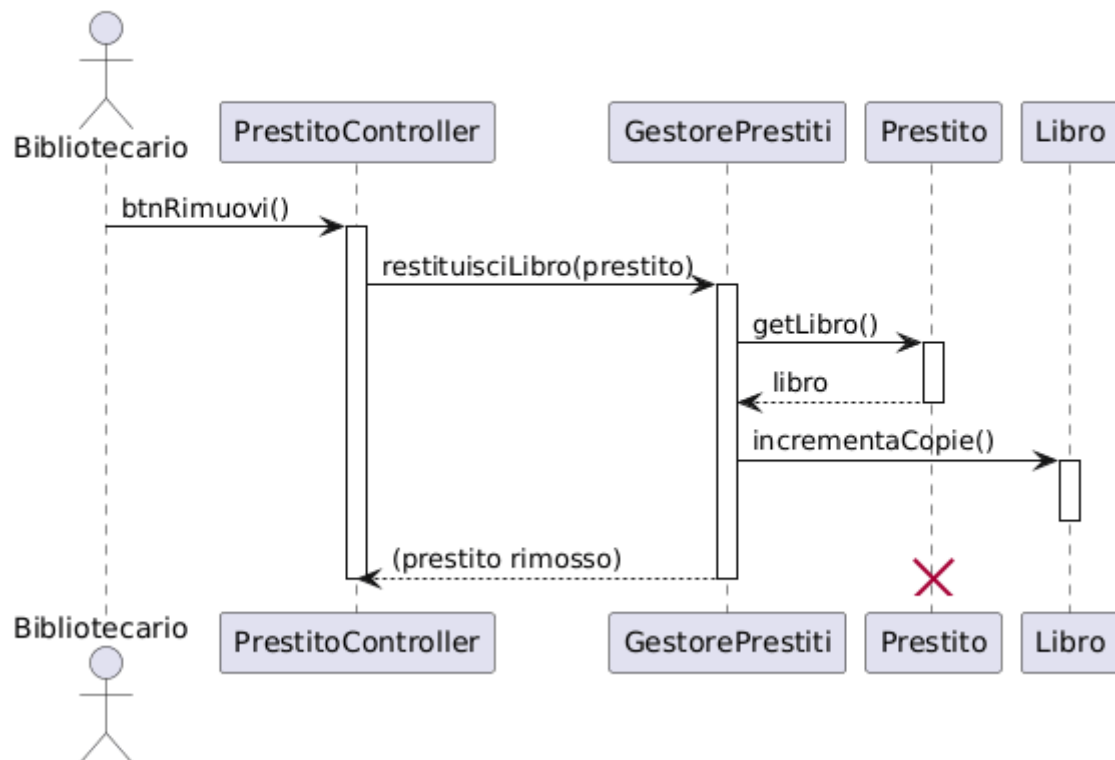 Bibliotecario
PrestitoController
GestorePrestiti
Prestito
Libro
btnRimuovi()
restituisciLibro(prestito)
getLibro()
libro
incrementaCopie()
(prestito rimosso)
Bibliotecario
PrestitoController
GestorePrestiti
Prestito
Libro